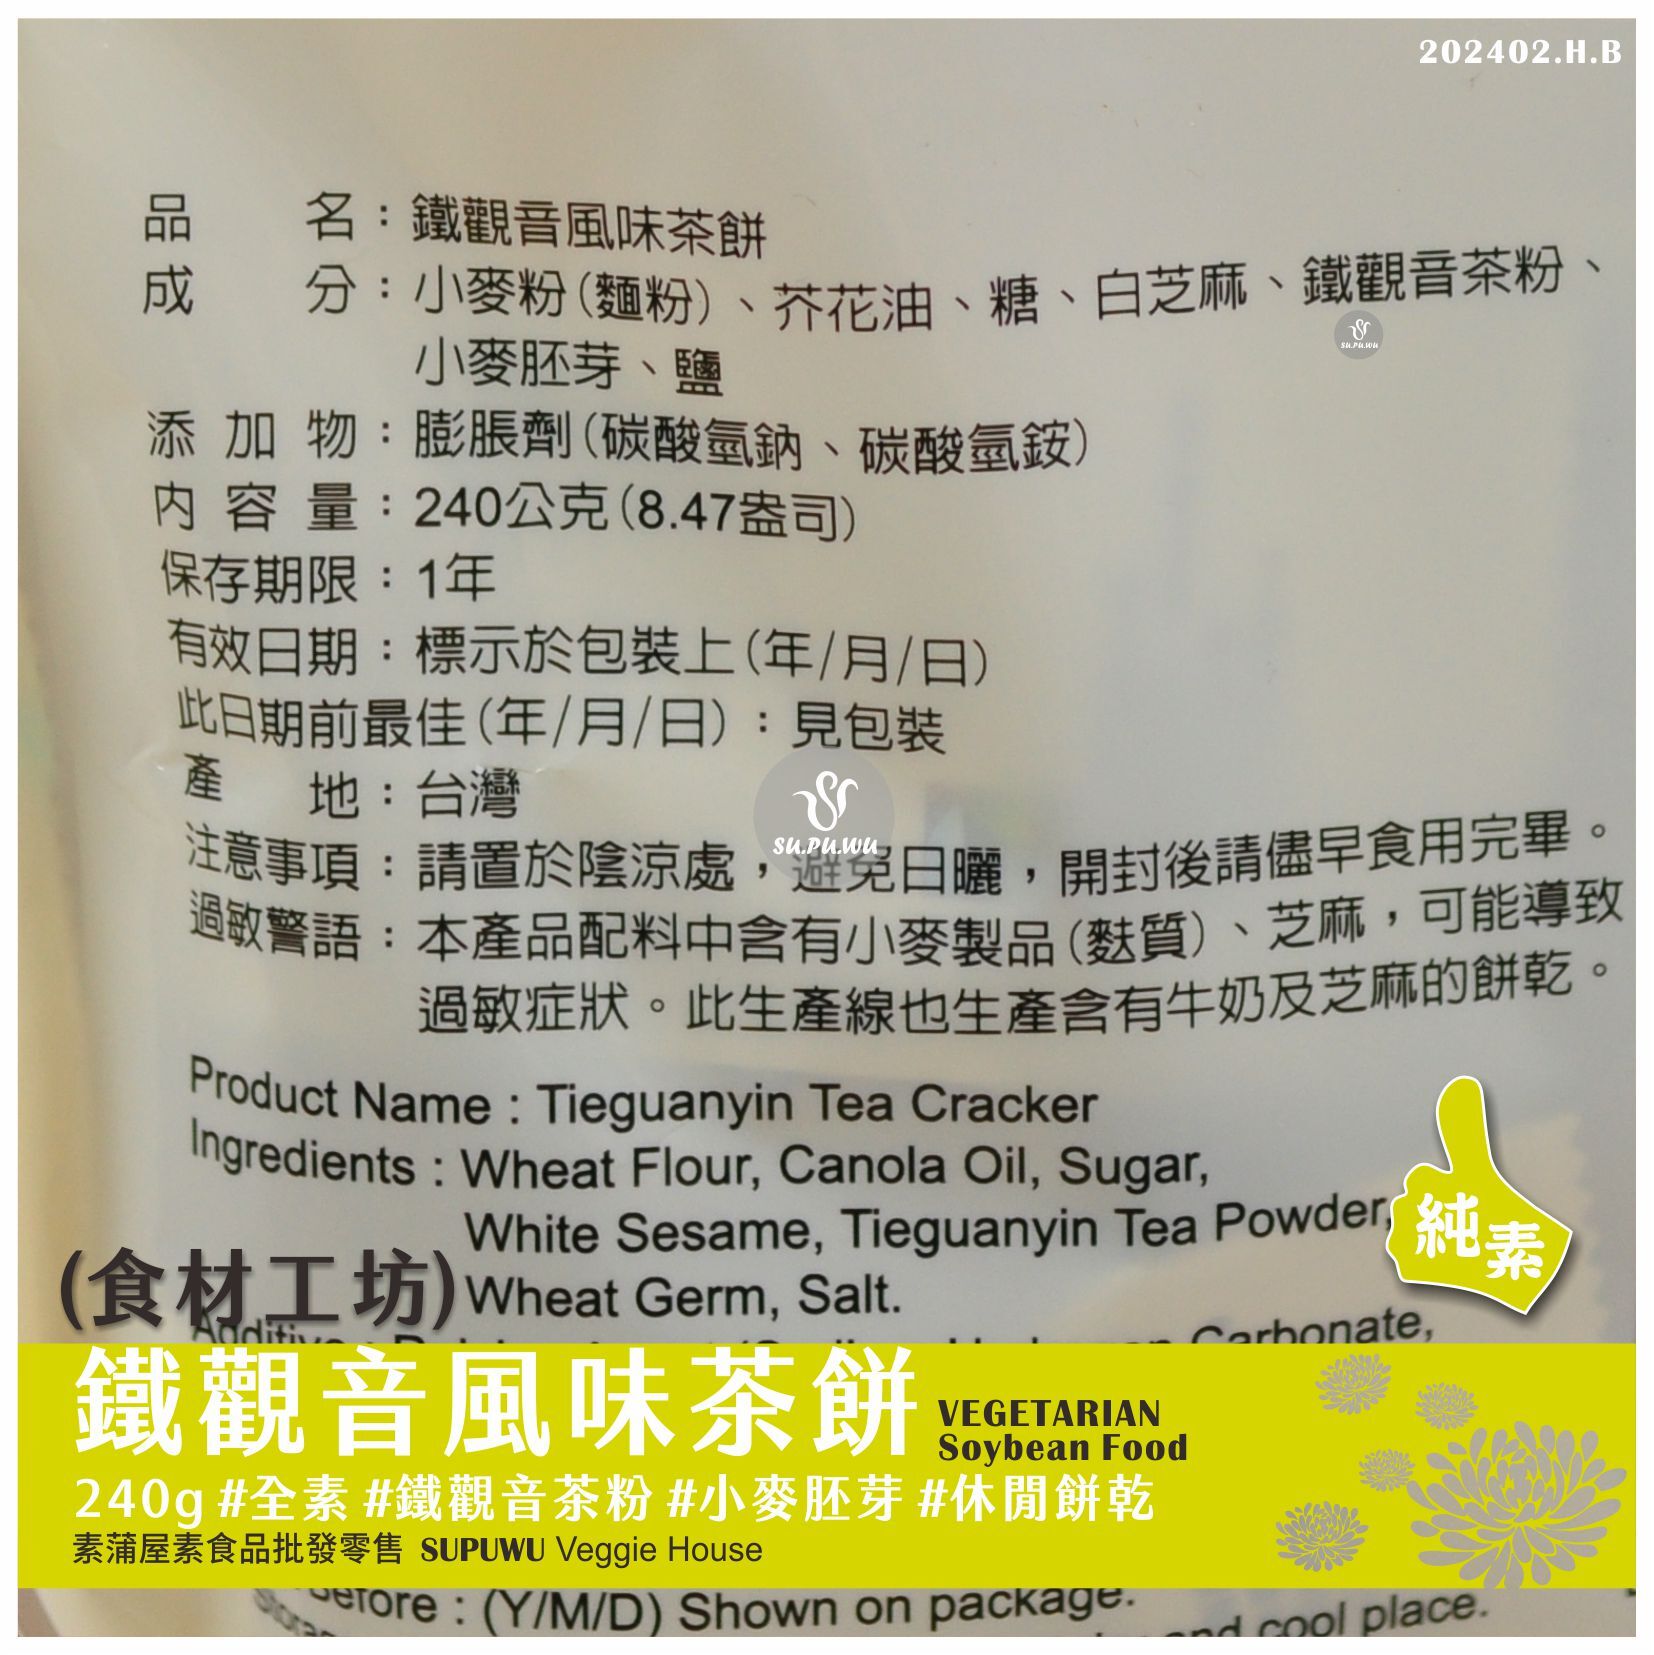 202402.H.B
品名：鐵觀音風味茶餅
成分：小麥粉(麵粉)、芥花油、糖、白芝麻、鐵觀音茶粉、
SU.PU.WU
小麥胚芽、鹽
添加物：膨脹劑(碳酸氫鈉、碳酸氫銨)
內容量：240公克(8.47盎司)
保存期限：1年
有效日期：標示於包裝上(年/月/日)
此日期前最佳(年/月/日)：見包裝
產地：台灣
SU.PU.WU
注意事項：請置於陰涼處，避免日曬，開封後請儘早食用完畢。
過敏警語：本產品配料中含有小麥製品(麩質)、芝麻，可能導致
過敏症狀。此生產線也生產含有牛奶及芝麻的餅乾。
Product Name : Tieguanyin Tea Cracker
Ingredients : Wheat Flour, Canola Oil, Sugar,
White Sesame, Tieguanyin Tea Powder,
純素
Wheat Germ, Salt.
(食材工坊)
Carbonate,
鐵觀音風味茶餅
VEGETARIAN
Soybean Food
240g #全素 #鐵觀音茶粉 #小麥胚芽 #休閒餅乾
素蒲屋素食品批發零售 SUPUWU Veggie House
Before : (Y/M/D) Shown on package.
and cool place.